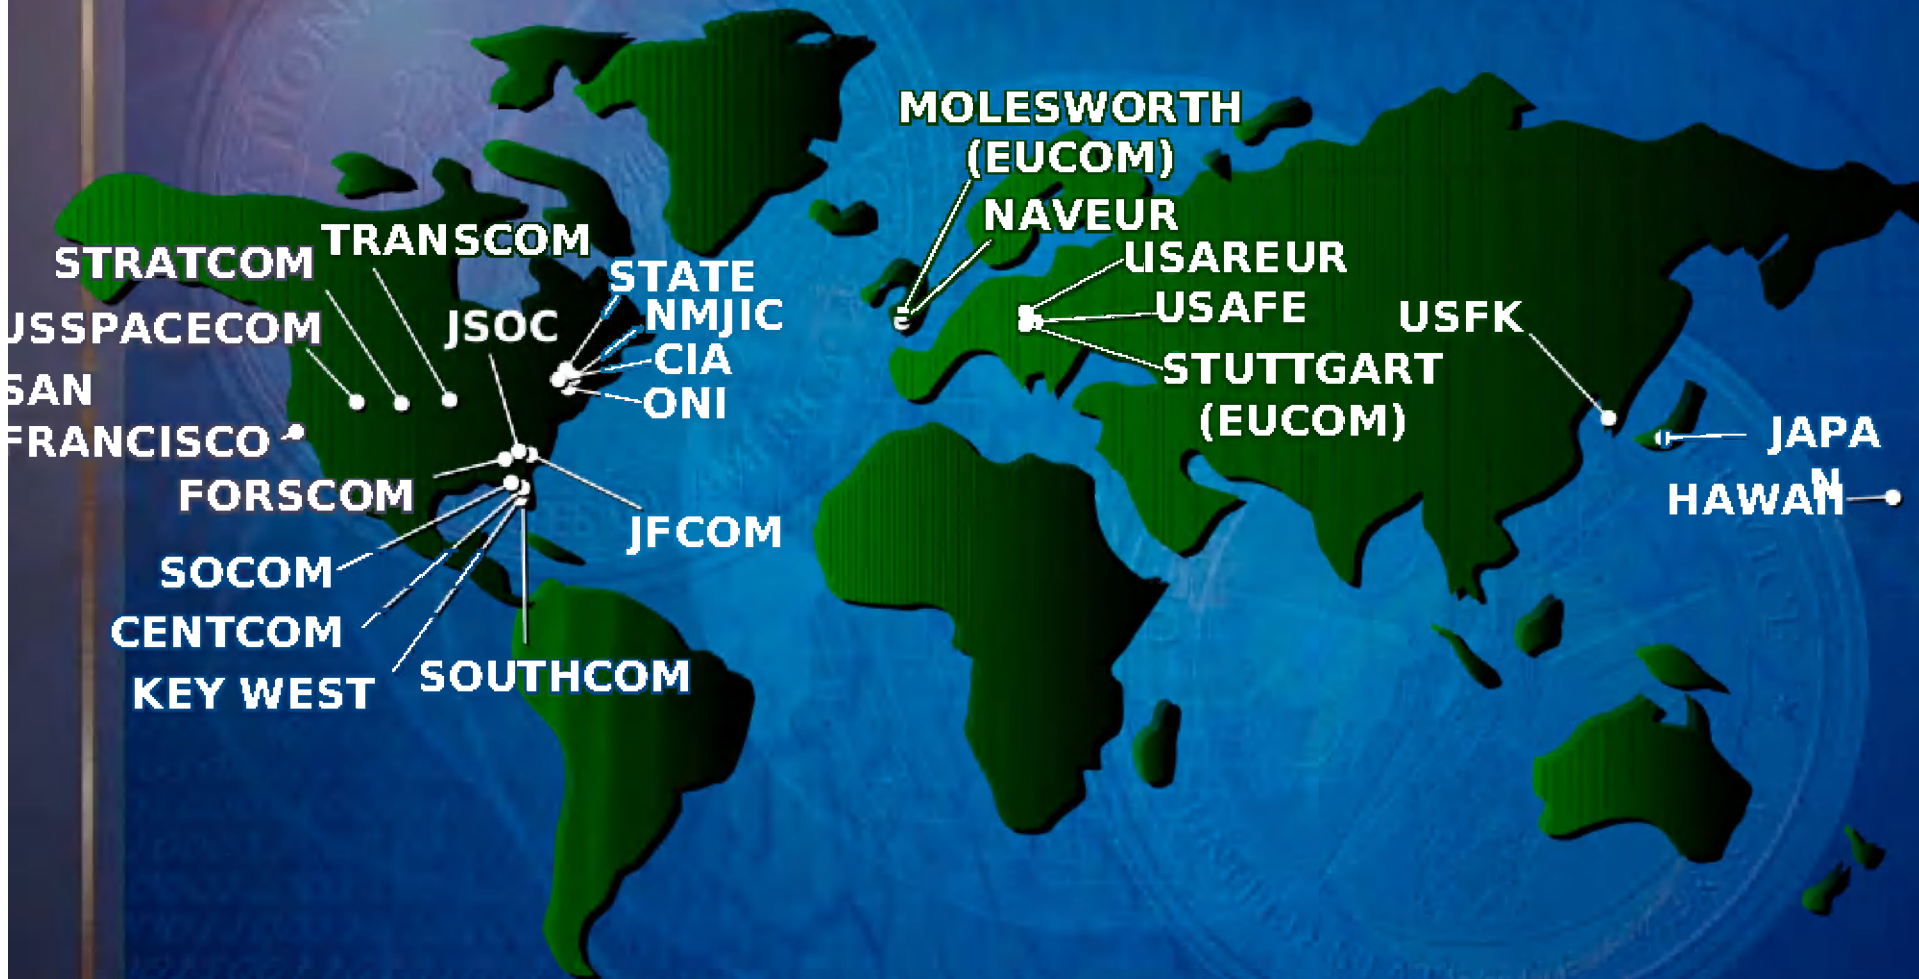 MOLESWORTH
(EUCOM)
NAVEUR
TRANSCOM
STRATCOM
USAREUR
STATE
USAFE
NMJIC
USFK
JSOC
USSPACECOM
CIA
STUTTGART
(EUCOM)
SAN
FRANCISCO
ONI
JAPA
N
HAWAII
FORSCOM
JFCOM
SOCOM
CENTCOM
KEY WEST
SOUTHCOM